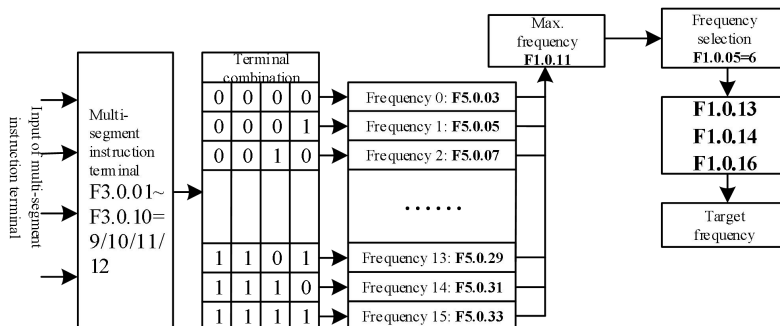 Input of multi-segment
instruction terminal
Multi-
segment
instruction
terminal
F3.0.01~
F3.0.10=
9/10/11/
12
Terminal
combination
0 0 0 0
0 0 0 1
0 0 1 0
1 1 0 1
1 1 1 0
1 1 1 1
Frequency 0: F5.0.03
Frequency 1: F5.0.05
Frequency 2: F5.0.07
......
Frequency 13: F5.0.29
Frequency 14: F5.0.31
Frequency 15: F5.0.33
Max.
frequency
F1.0.11
Frequency
selection
F1.0.05=6
F1.0.13
F1.0.14
F1.0.16
Target
frequency